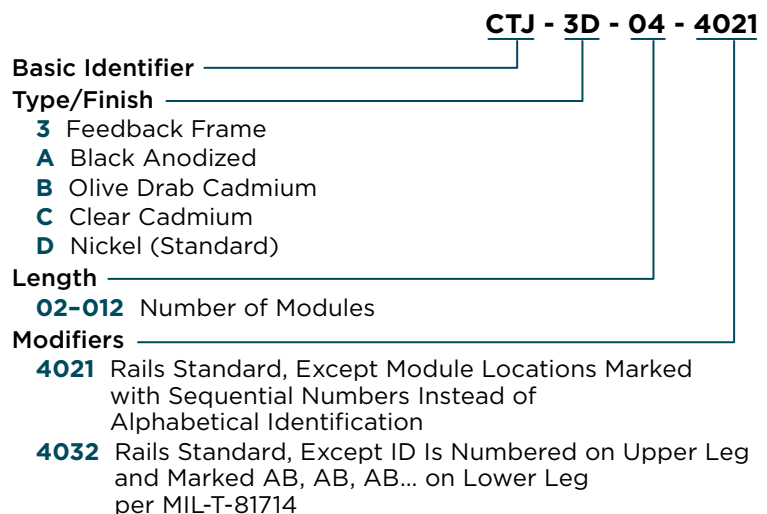 CTJ - 3D - 04 - 4021
Basic Identifier
Type/Finish
3 Feedback Frame
A Black Anodized
B Olive Drab Cadmium
C Clear Cadmium
D Nickel (Standard)
Length
02–012 Number of Modules
Modifiers
4021 Rails Standard, Except Module Locations Marked
with Sequential Numbers Instead of
Alphabetical Identification
4032 Rails Standard, Except ID Is Numbered on Upper Leg
and Marked AB, AB, AB... on Lower Leg
per MIL-T-81714